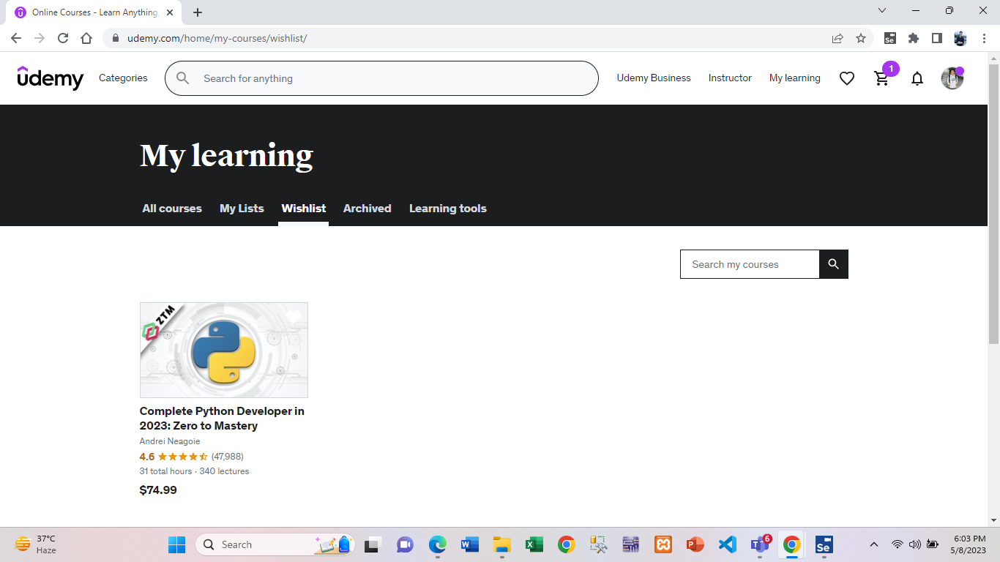 Online Courses - Learn Anything,
udemy.com/home/my-courses/wishlist/
Se
ûdemy
Categories
Search for anything
Udemy Business
Instructor
My learning
1
My learning
All courses
My Lists
Wishlist
Archived
Learning tools
Search my courses
ZTM
Complete Python Developer in
2023: Zero to Mastery
Andrei Neagoie
4.6
(47,988)
31 total hours · 340 lectures
$74.99
37°C
Haze
Search
6
Se
6:03 PM
5/8/2023